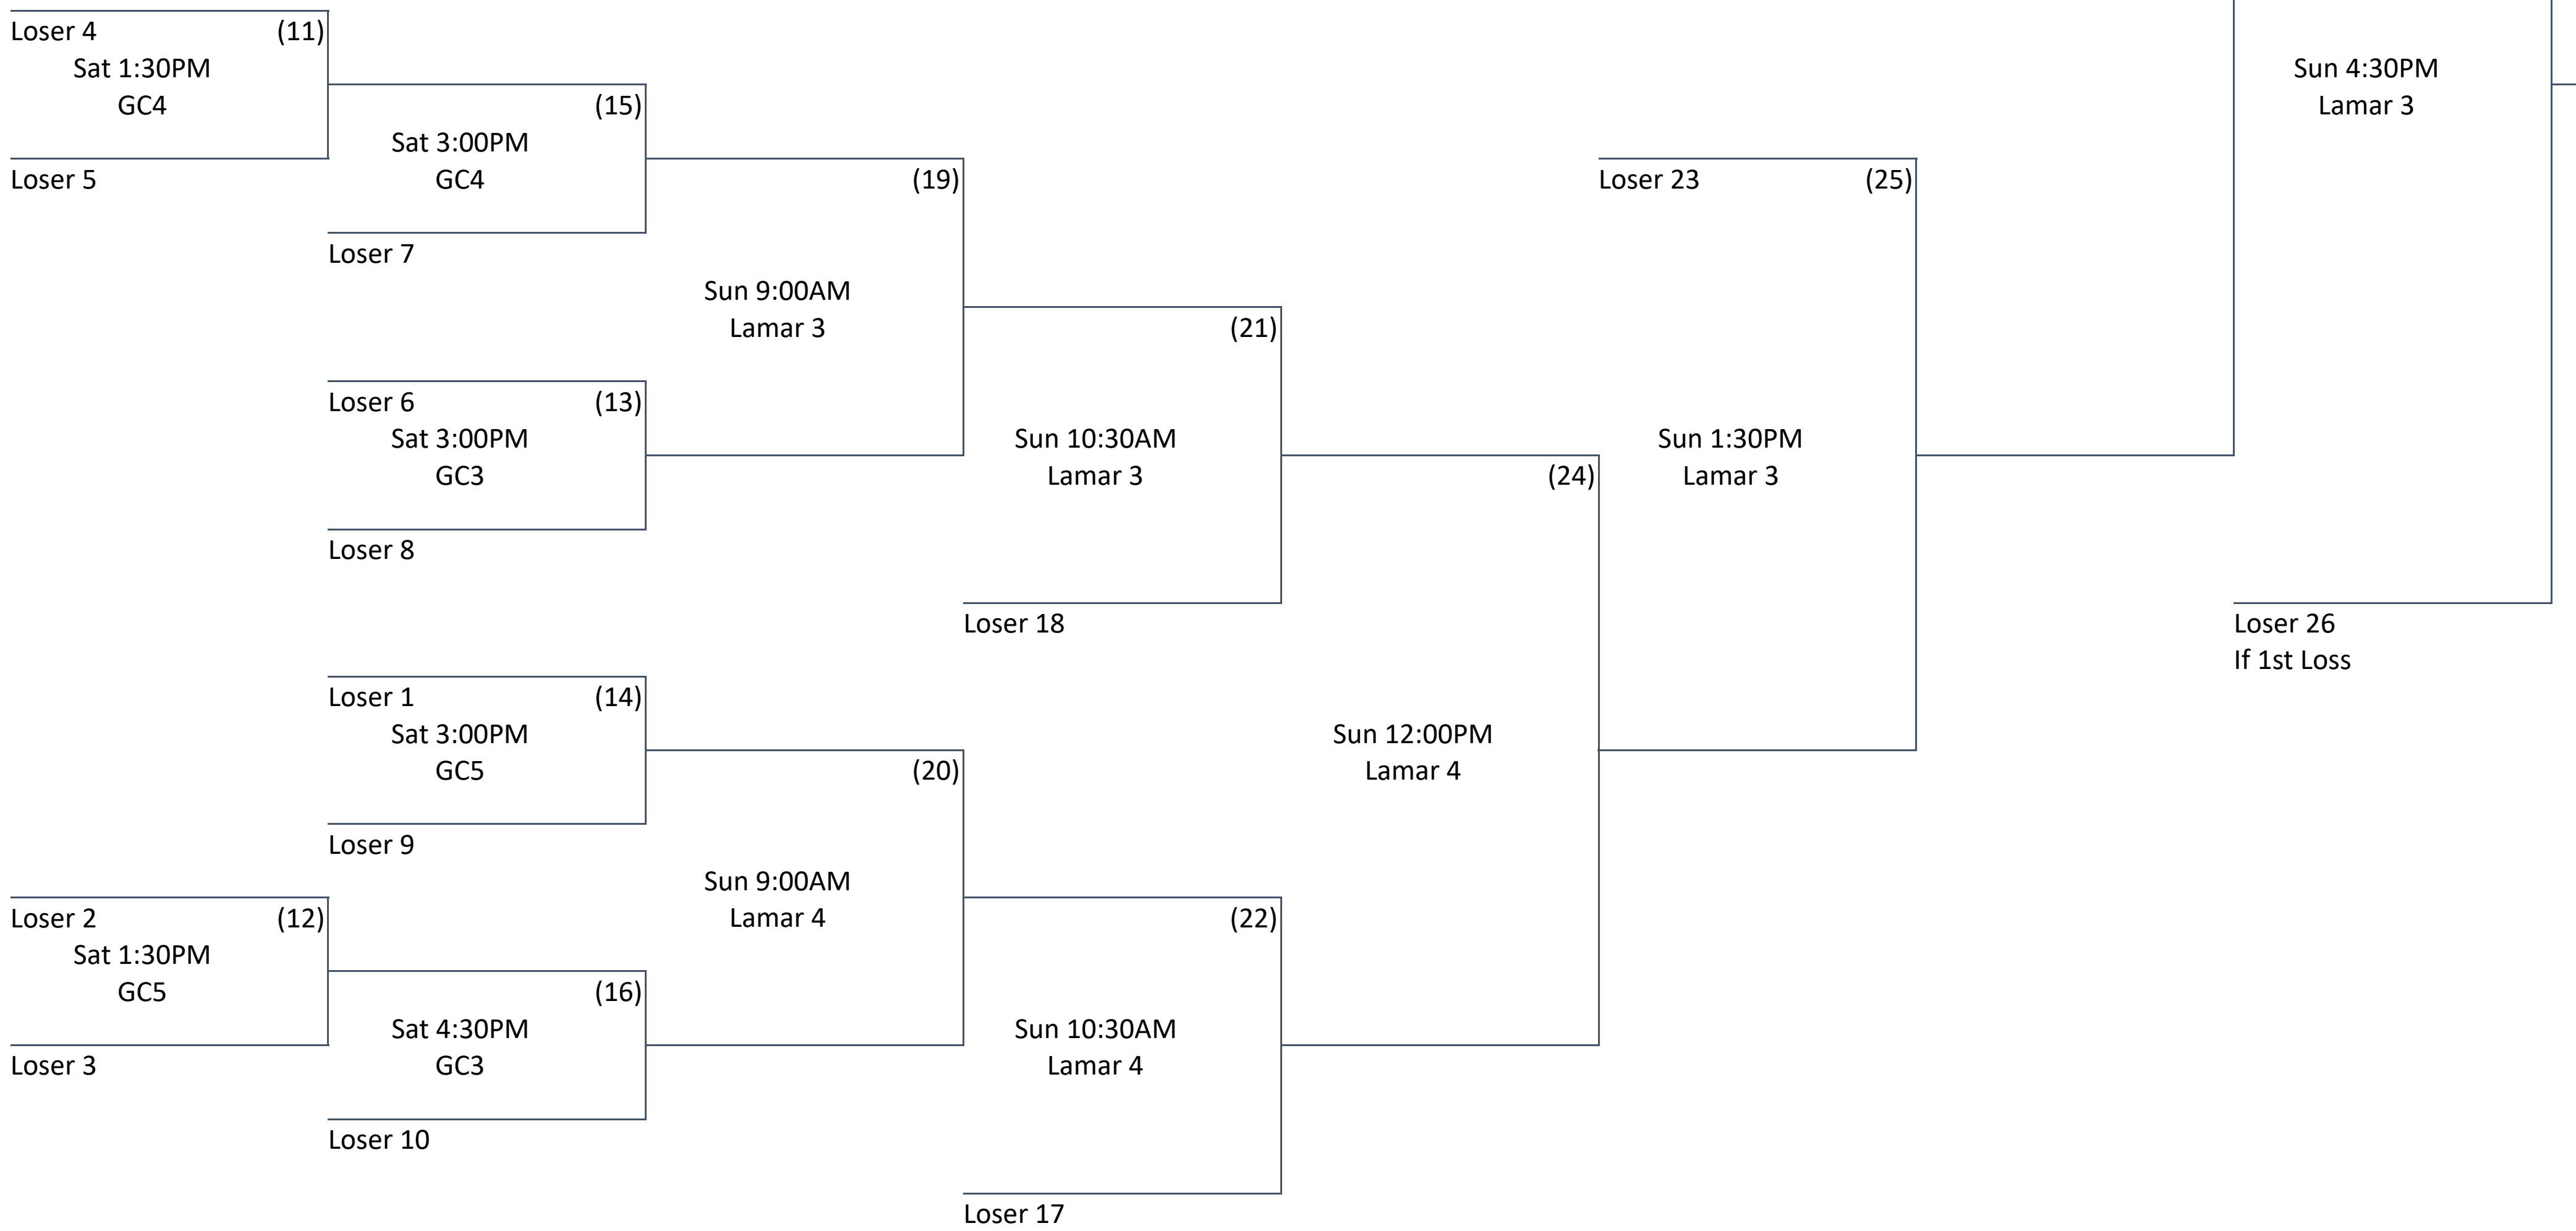 Loser 4 (11)
Sat 1:30PM
GC4
Loser 5
(15)
Sat 3:00PM
GC4
Loser 7
(19)
Sun 9:00AM
Lamar 3
Loser 6 (13)
Sat 3:00PM
GC3
Loser 8
(21)
Sun 10:30AM
Lamar 3
Loser 18
Loser 1 (14)
Sat 3:00PM
GC5
Loser 9
(20)
Sun 9:00AM
Lamar 4
Loser 2 (12)
Sat 1:30PM
GC5
Loser 3
(16)
Sat 4:30PM
GC3
Loser 10
(22)
Sun 10:30AM
Lamar 4
Loser 17
(24)
Sun 12:00PM
Lamar 4
Loser 23 (25)
Sun 1:30PM
Lamar 3
Sun 4:30PM
Lamar 3
Loser 26
If 1st Loss